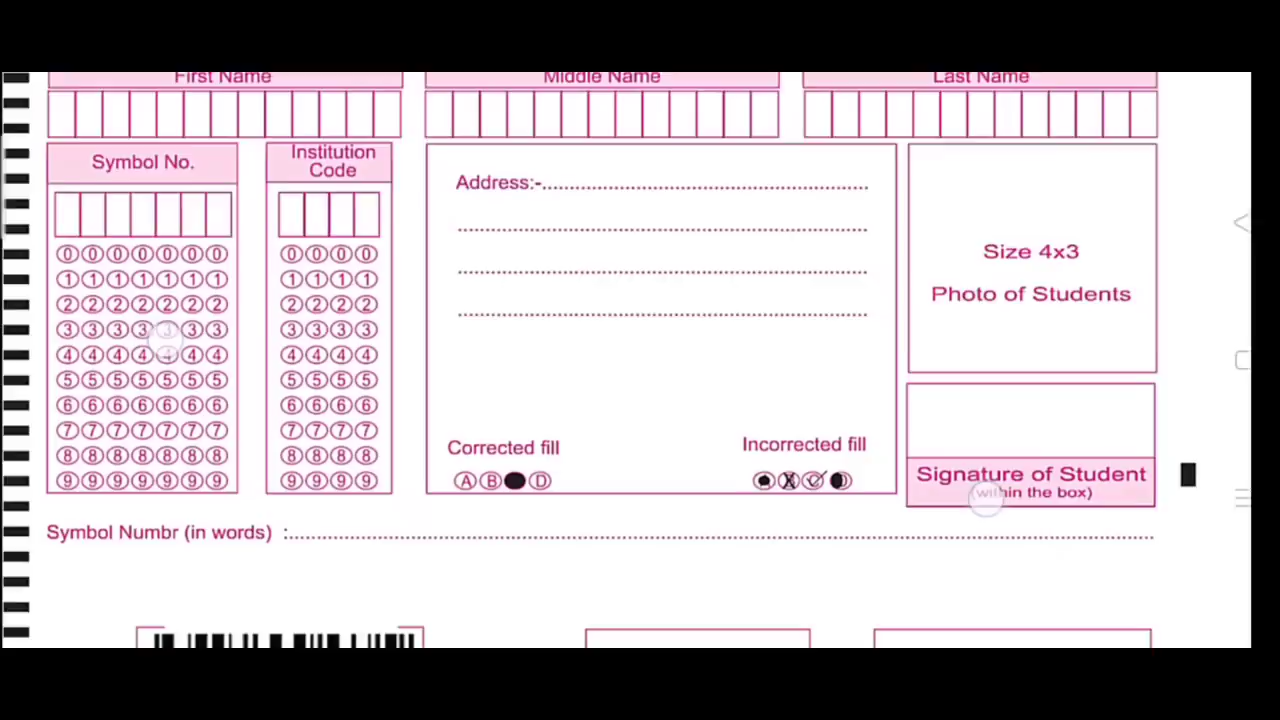 First Name Middle Name Last Name
Symbol No. Institution Code
Address:-
Size 4x3
Photo of Students
0 0 0 0 0 0 0 0 0 0 0
1 1 1 1 1 1 1 1 1 1 1
2 2 2 2 2 2 2 2 2 2 2
3 3 3 3 3 3 3 3 3 3 3
4 4 4 4 4 4 4 4 4 4 4
5 5 5 5 5 5 5 5 5 5 5
6 6 6 6 6 6 6 6 6 6 6
7 7 7 7 7 7 7 7 7 7 7
8 8 8 8 8 8 8 8 8 8 8
9 9 9 9 9 9 9 9 9 9 9
Corrected fill Incorrected fill
A B D
Signature of Student
(within the box)
Symbol Numbr (in words) :